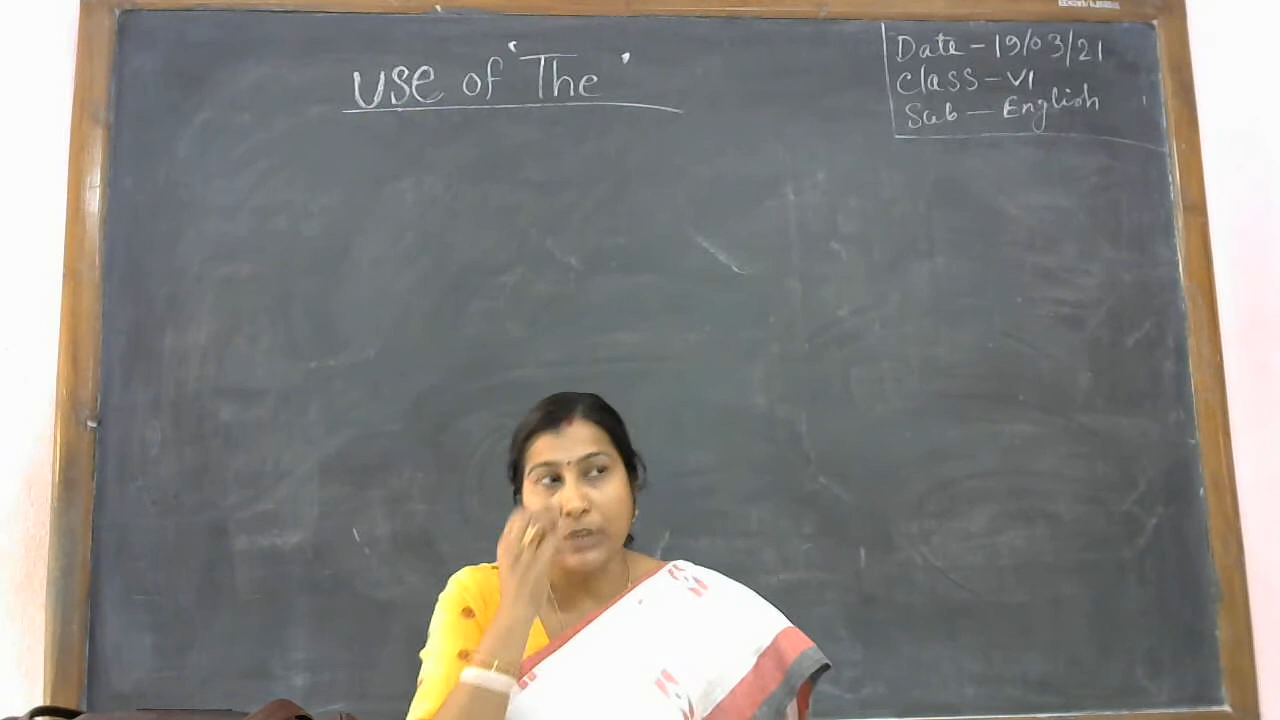 use of 'The'
Date - 19/03/21
Class - VI
Sub - English